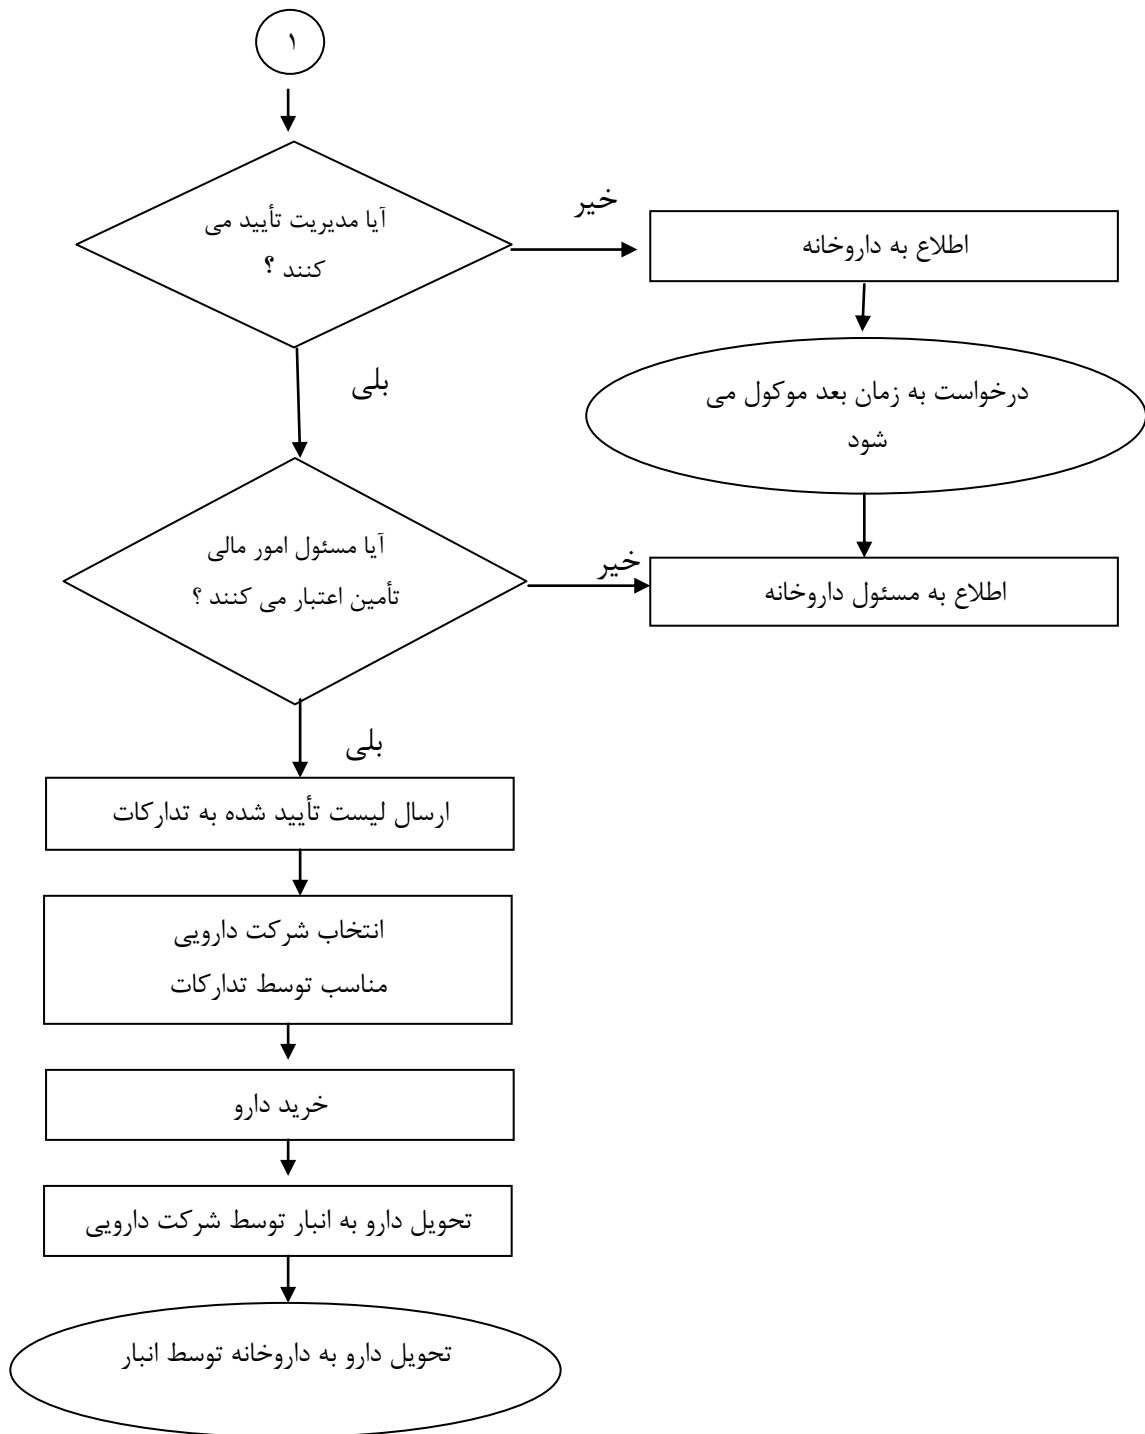 ۱
آیا مدیریت تأیید می
کنند ؟
خیر
اطلاع به داروخانه
بلی
درخواست به زمان بعد موکول می
شود
آیا مسئول امور مالی
تأمین اعتبار می کنند ؟
خیر
اطلاع به مسئول داروخانه
بلی
ارسال لیست تأیید شده به تدارکات
انتخاب شرکت دارویی
مناسب توسط تدارکات
خرید دارو
تحویل دارو به انبار توسط شرکت دارویی
تحویل دارو به داروخانه توسط انبار